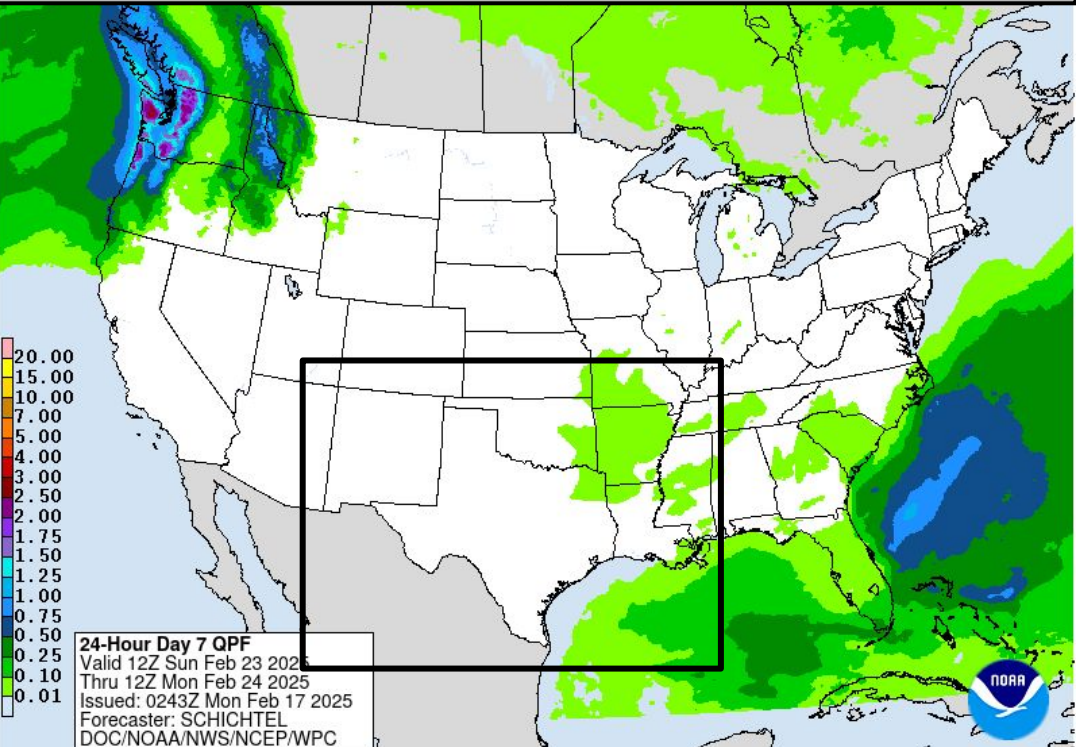 20.00
15.00
10.00
7.00
5.00
4.00
3.00
2.50
2.00
1.75
1.50
1.25
1.00
0.75
0.50
0.25
0.10
0.01
24-Hour Day 7 QPF
Valid 12Z Sun Feb 23 2025
Thru 12Z Mon Feb 24 2025
Issued: 0243Z Mon Feb 17 2025
Forecaster: SCHICHTEL
DOC/NOAA/NWS/NCEP/WPC
NOAA